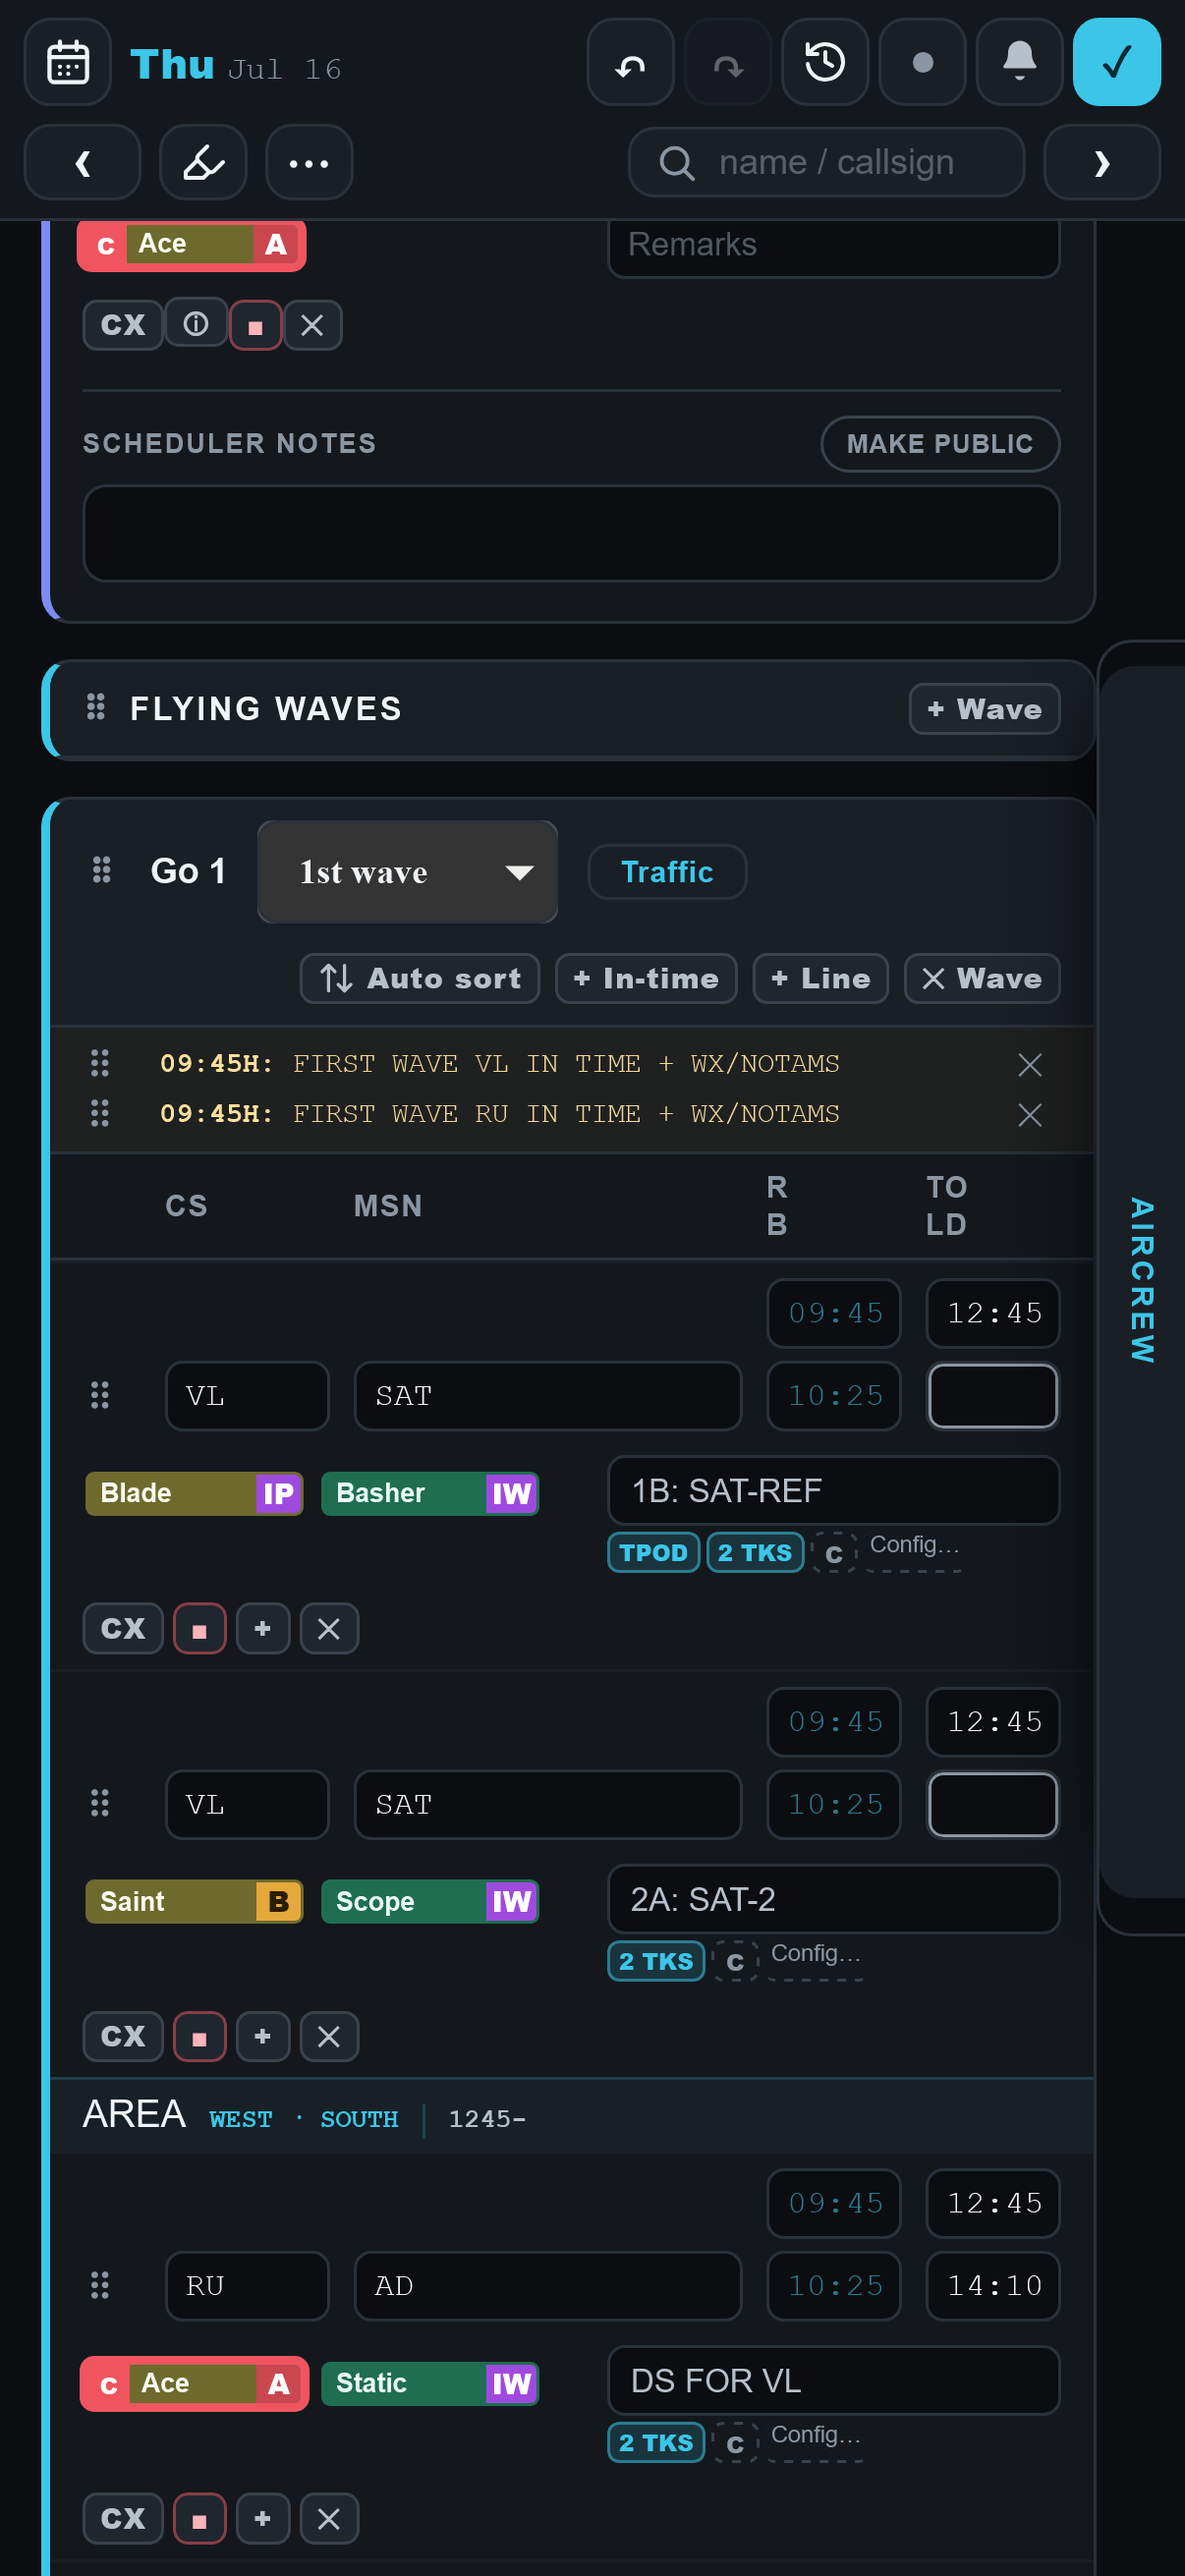 Thu Jul 16
name / callsign
c Ace A
Remarks
CX
SCHEDULER NOTES
MAKE PUBLIC
FLYING WAVES
+ Wave
Go 1
1st wave
Traffic
Auto sort
+ In-time
+ Line
Wave
09:45H: FIRST WAVE VL IN TIME + WX/NOTAMS
09:45H: FIRST WAVE RU IN TIME + WX/NOTAMS
CS
MSN
R
B
TO
LD
AIRCREW
09:45
12:45
VL
SAT
10:25
Blade IP
Basher IW
1B: SAT-REF
TPOD
2 TKS
C
Config...
CX
+
09:45
12:45
VL
SAT
10:25
Saint B
Scope IW
2A: SAT-2
2 TKS
C
Config...
CX
+
AREA WEST · SOUTH | 1245-
09:45
12:45
RU
AD
10:25
14:10
c Ace A
Static IW
DS FOR VL
2 TKS
C
Config...
CX
+